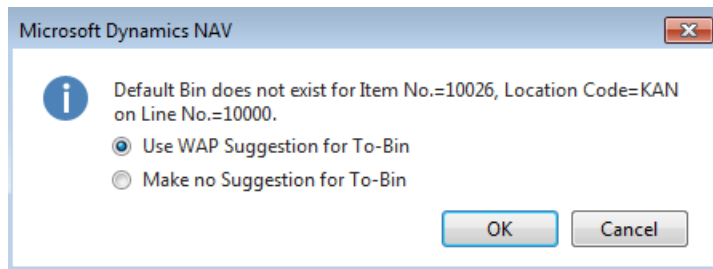 Microsoft Dynamics NAV
Default Bin does not exist for Item No.=10026, Location Code=KAN
on Line No.=10000.
Use WAP Suggestion for To-Bin
Make no Suggestion for To-Bin
OK Cancel